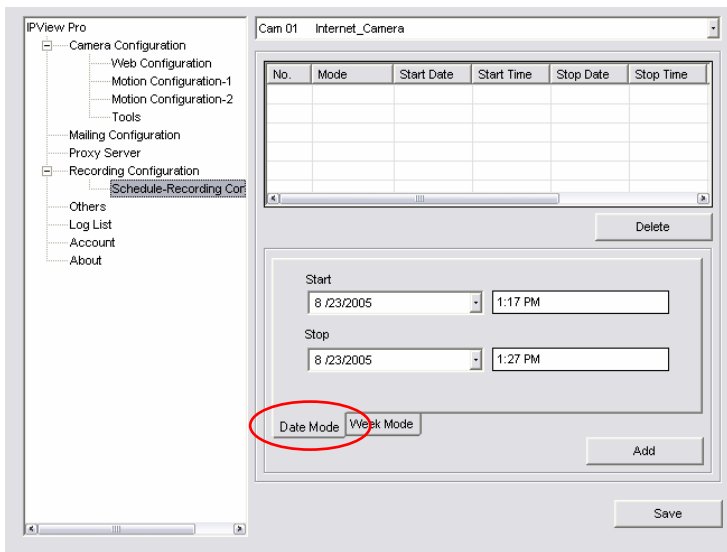 IPView Pro
Camera Configuration
Web Configuration
Motion Configuration-1
Motion Configuration-2
Tools
Mailing Configuration
Proxy Server
Recording Configuration
Schedule-Recording Con
Others
Log List
Account
About
Cam 01 Internet_Camera
No. Mode Start Date Start Time Stop Date Stop Time
Delete
Start
8 /23/2005 1:17 PM
Stop
8 /23/2005 1:27 PM
Date Mode Week Mode
Add
Save